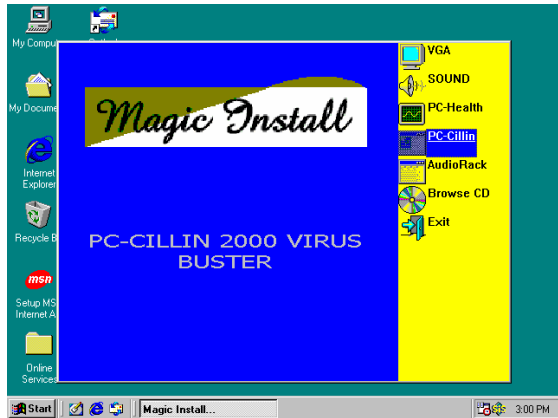 My Compu
Outlook
My Docume
Internet
Explorer
Recycle B
msn
Setup MS
Internet A
Online
Services
Magic Install
PC-CILLIN 2000 VIRUS
BUSTER
VGA
SOUND
PC-Health
PC-Cillin
AudioRack
Browse CD
Exit
Start
Magic Install...
3:00 PM